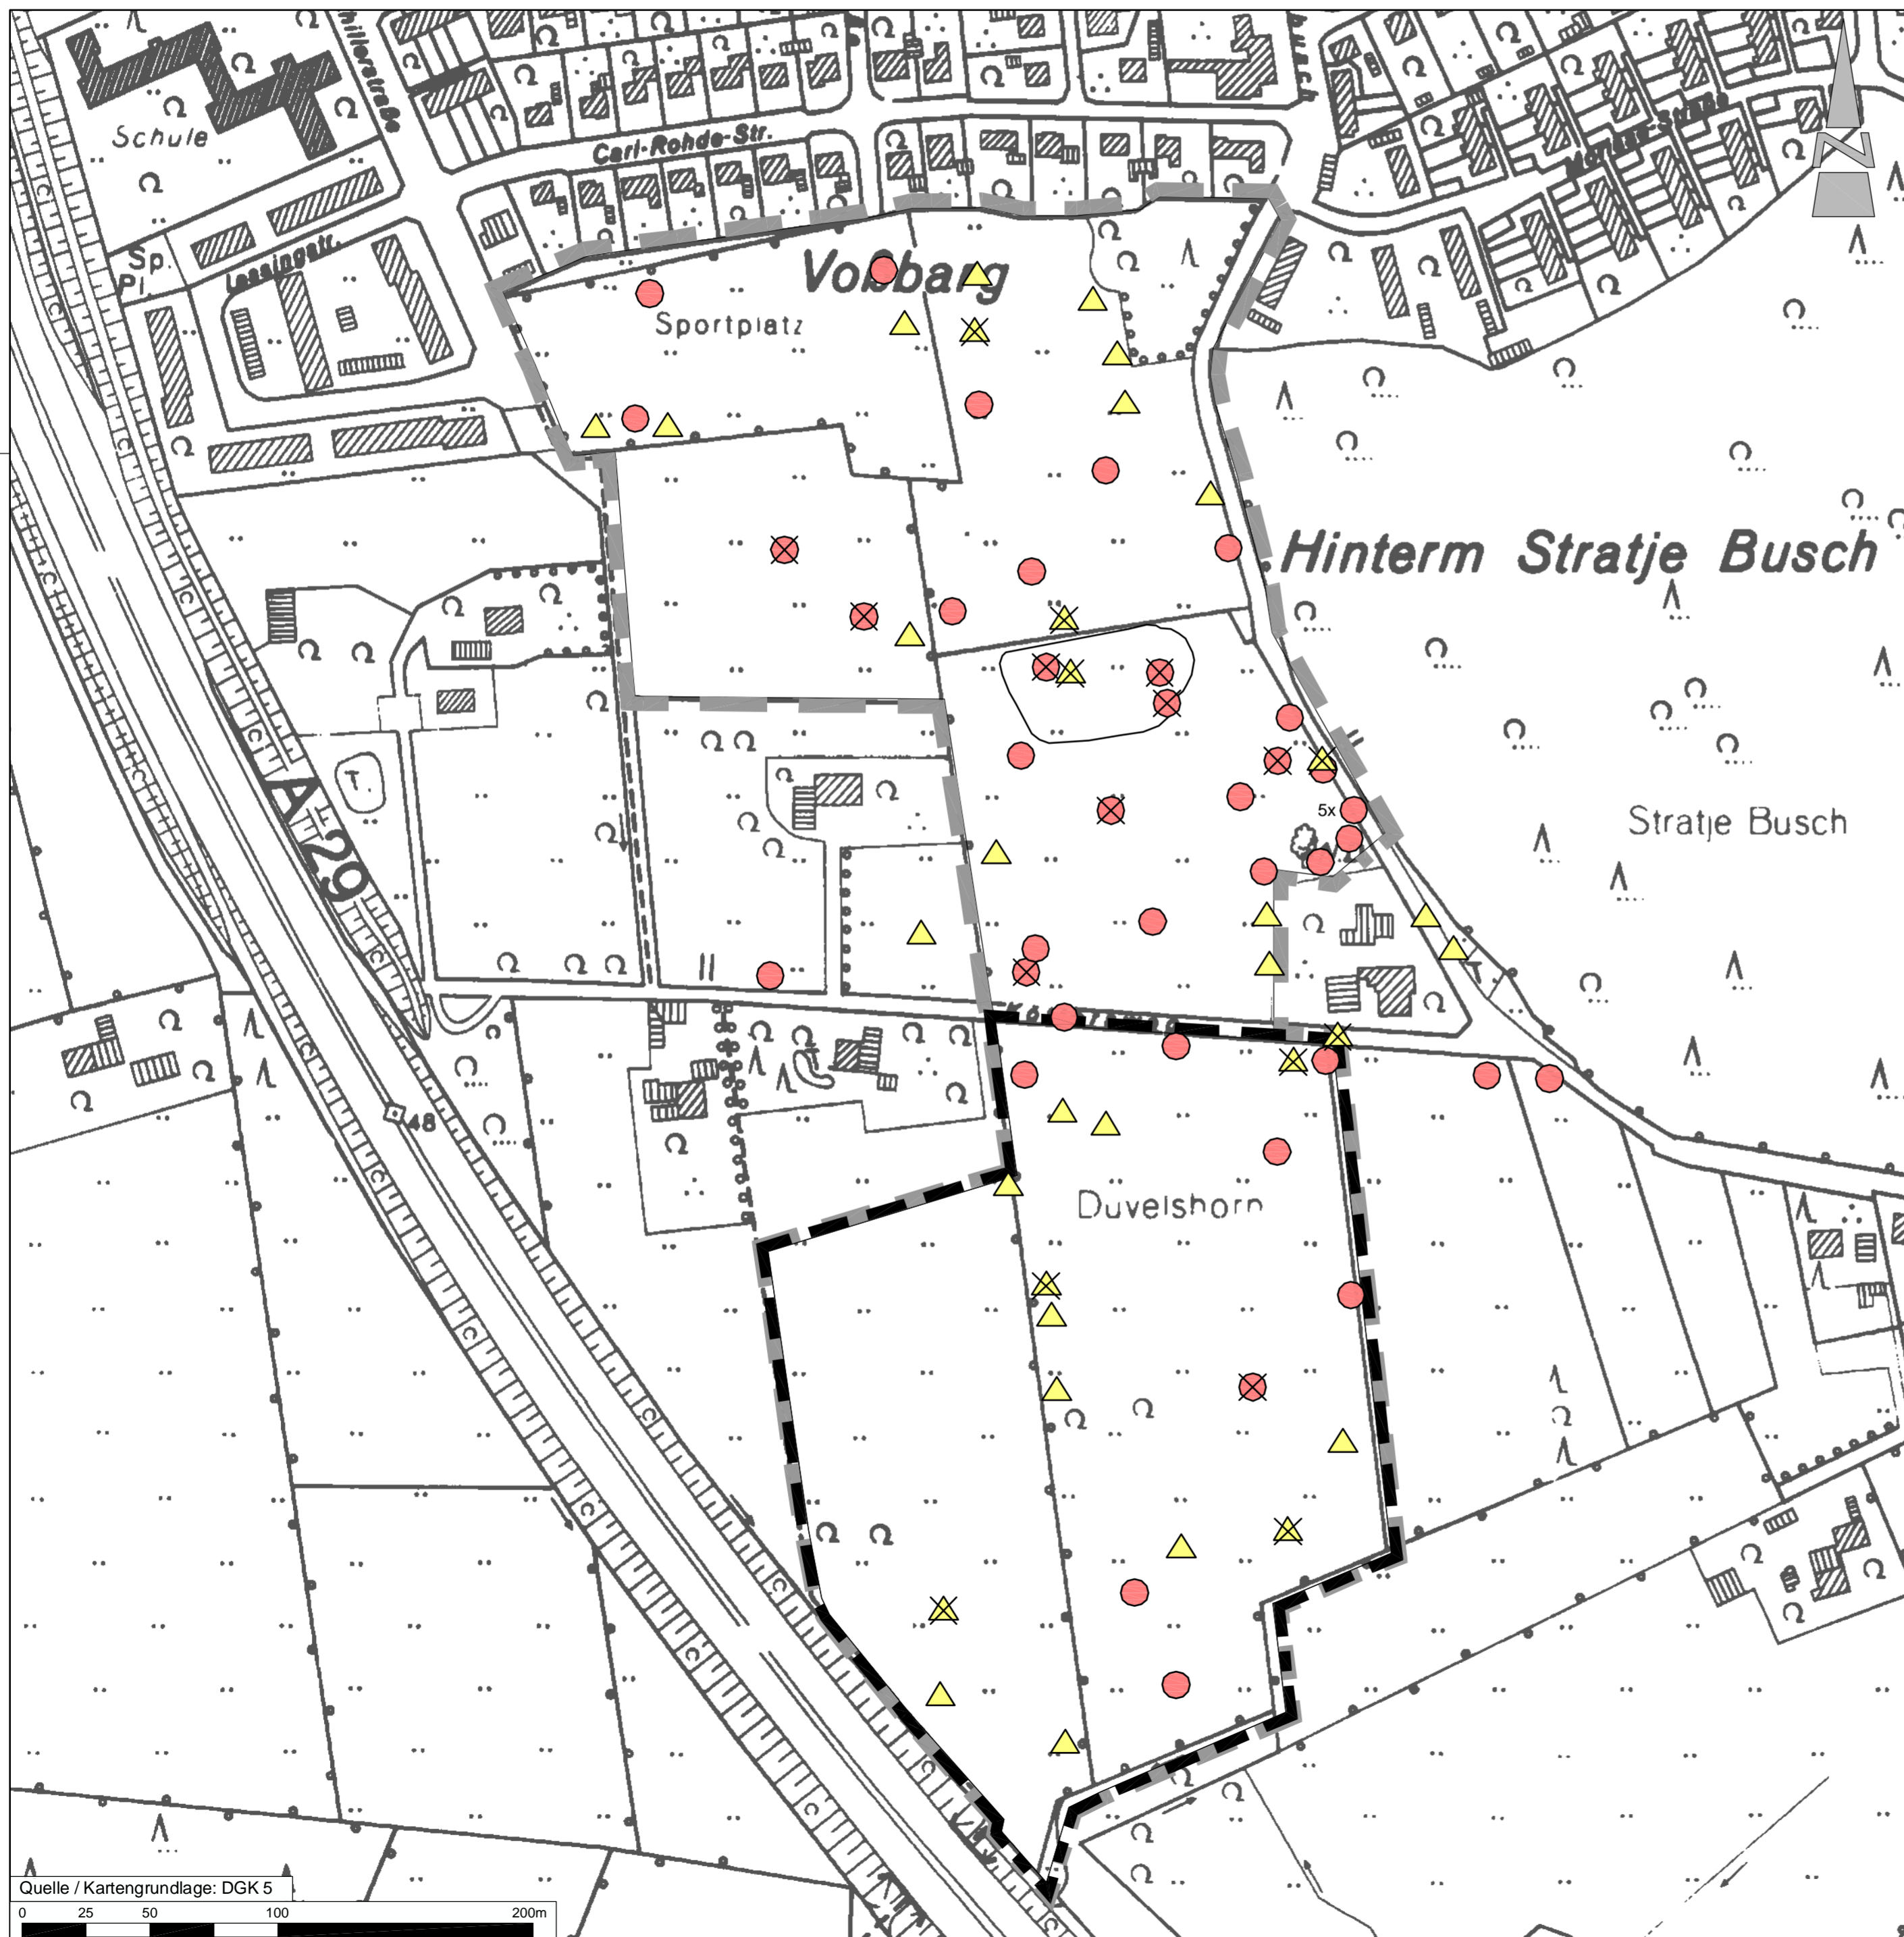 Schule
Carl-Rohde-Str.
Sp.
Pl.
Lessingstr.
Voßbarg
Sportplatz
Hinterm Stratje Busch
5x
Stratje Busch
T.
A 29
T
48
Duvelshorn
Quelle / Kartengrundlage: DGK 5
0 25 50 100 200m